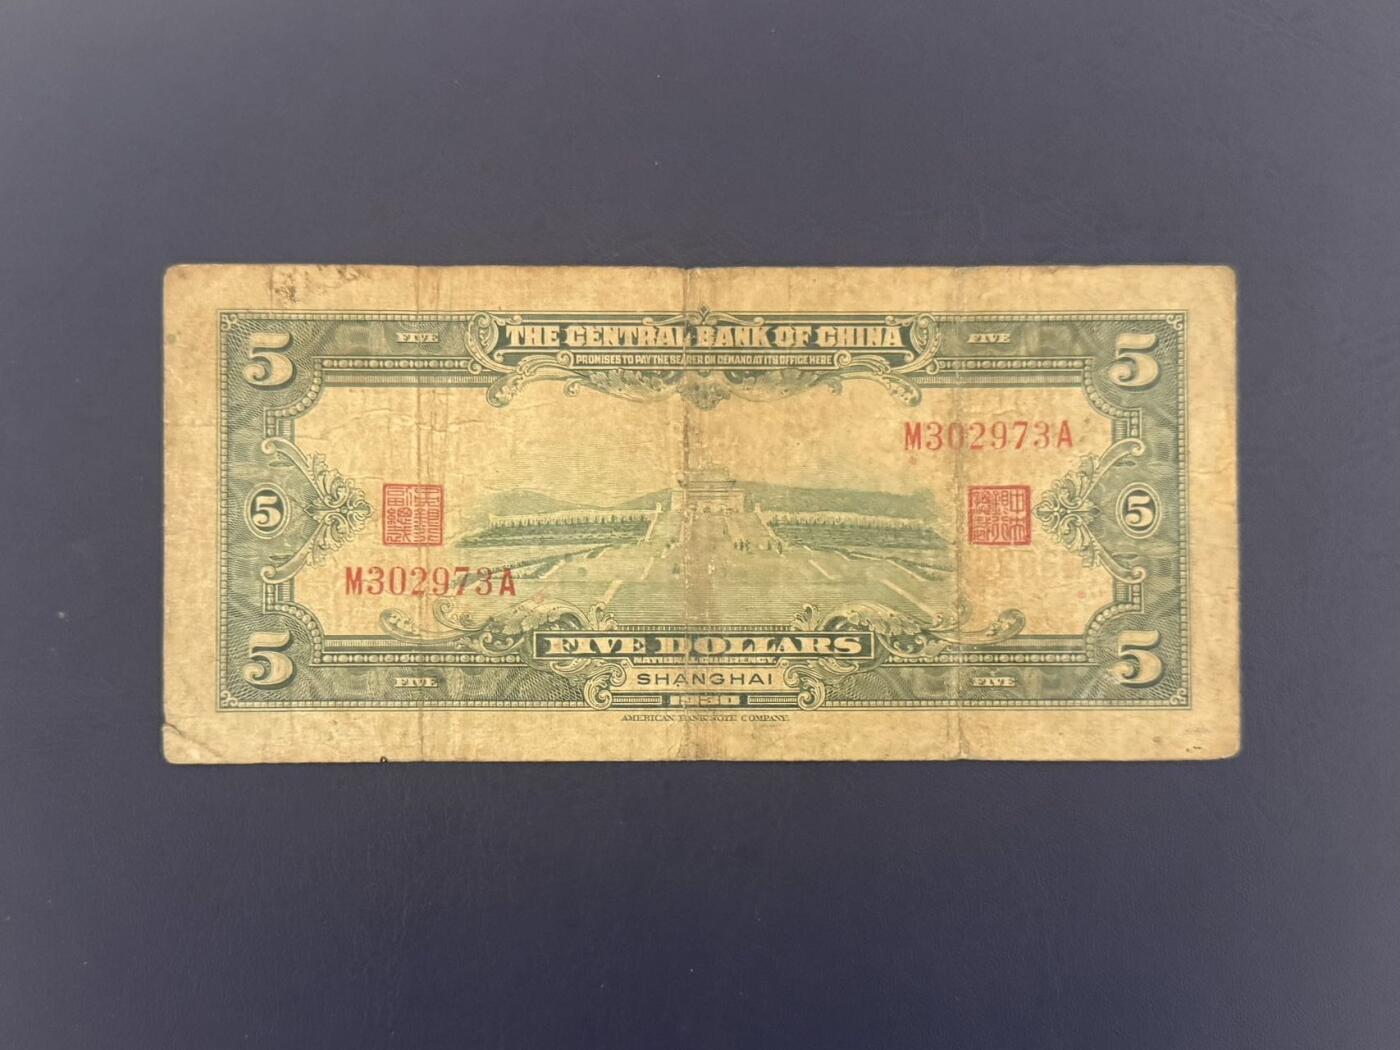 THE CENTRAL BANK OF CHINA
PROMISES TO PAY THE BEARER ON DEMAND AT ITS OFFICE HERE
5 FIVE FIVE 5
M302973A
5 5
M302973A
5 FIVE FIVE 5
FIVE DOLLARS
NATIONAL CURRENCY
SHANGHAI
1930
AMERICAN BANK NOTE COMPANY.